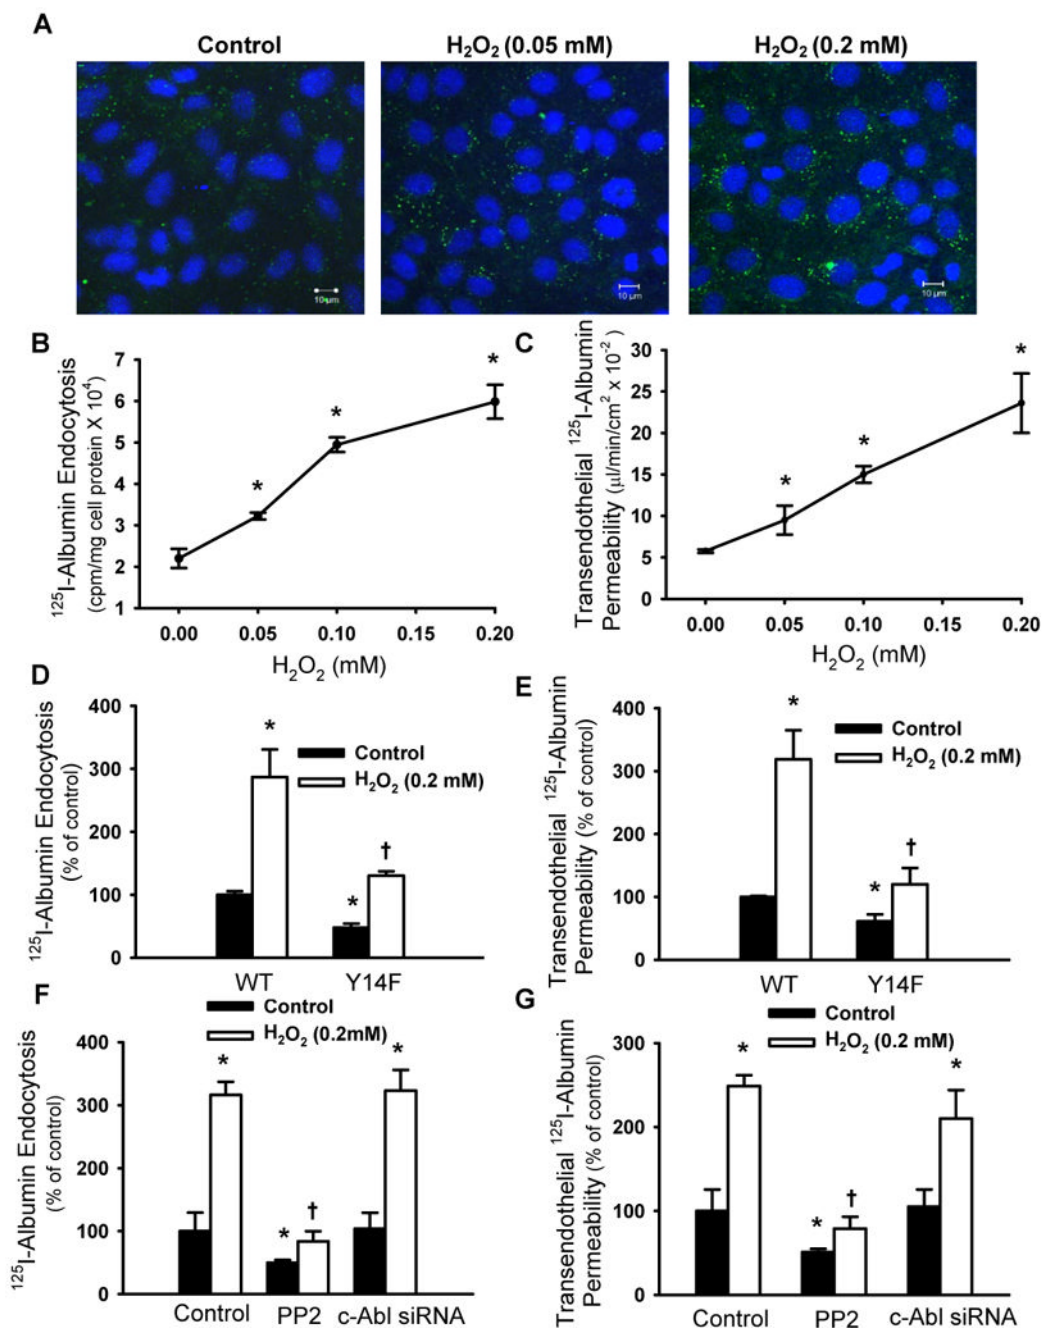 A
Control
H₂O₂ (0.05 mM)
H₂O₂ (0.2 mM)
10 µm
10 µm
10 µm
B
¹²⁵I-Albumin Endocytosis
(cpm/mg cell protein X 10⁴)
7
6
5
4
3
2
1
*
*
*
0.00 0.05 0.10 0.15 0.20
H₂O₂ (mM)
C
Transendothelial ¹²⁵I-Albumin
Permeability (µl/min/cm² x 10⁻²)
30
25
20
15
10
5
0
*
*
*
0.00 0.05 0.10 0.15 0.20
H₂O₂ (mM)
D
¹²⁵I-Albumin Endocytosis
(% of control)
400
300
200
100
0
*
*
†
Control
H₂O₂ (0.2 mM)
WT Y14F
E
Transendothelial ¹²⁵I-Albumin
Permeability (% of control)
400
300
200
100
0
*
*
†
Control
H₂O₂ (0.2 mM)
WT Y14F
F
¹²⁵I-Albumin Endocytosis
(% of control)
Control
H₂O₂ (0.2mM)
400
300
200
100
0
*
*
†
*
Control PP2 c-Abl siRNA
G
Transendothelial ¹²⁵I-Albumin
Permeability (% of control)
Control
H₂O₂ (0.2 mM)
300
200
100
0
*
*
†
*
Control PP2 c-Abl siRNA